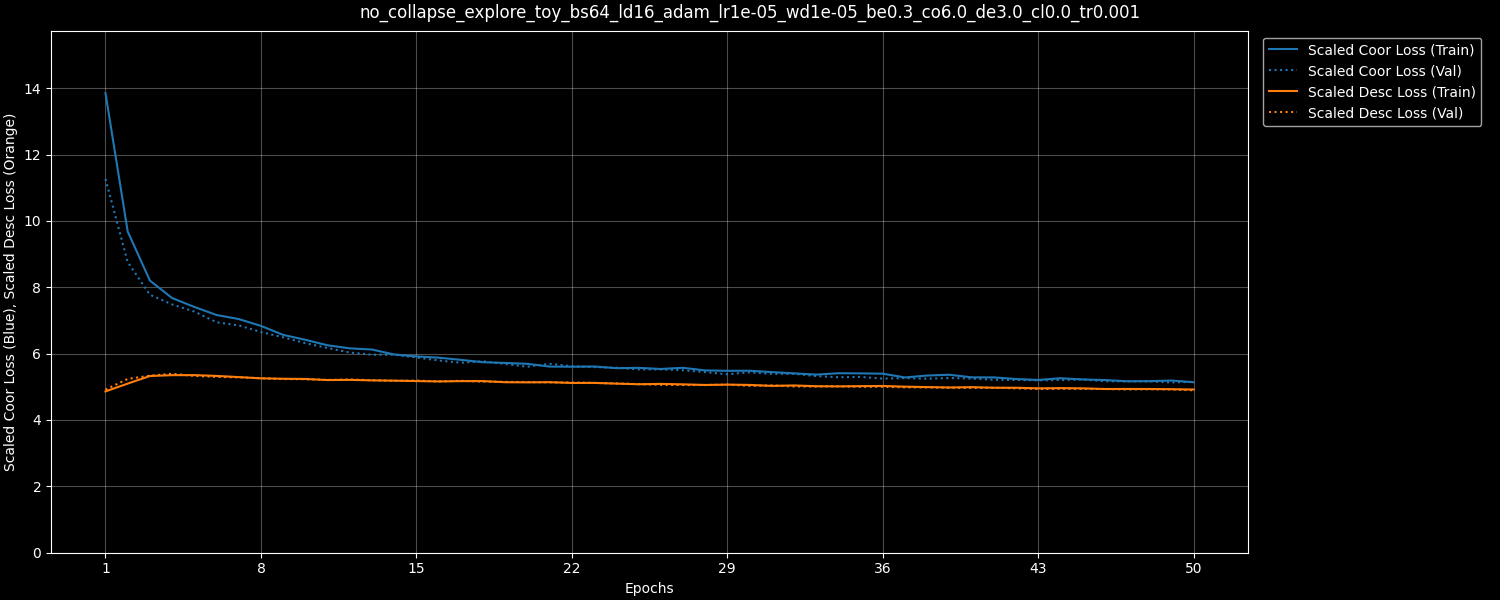 no_collapse_explore_toy_bs64_ld16_adam_lr1e-05_wd1e-05_be0.3_co6.0_de3.0_cl0.0_tr0.001
Scaled Coor Loss (Blue), Scaled Desc Loss (Orange)
14
12
10
8
6
4
2
0
1 8 15 22 29 36 43 50
Epochs
Scaled Coor Loss (Train)
Scaled Coor Loss (Val)
Scaled Desc Loss (Train)
Scaled Desc Loss (Val)